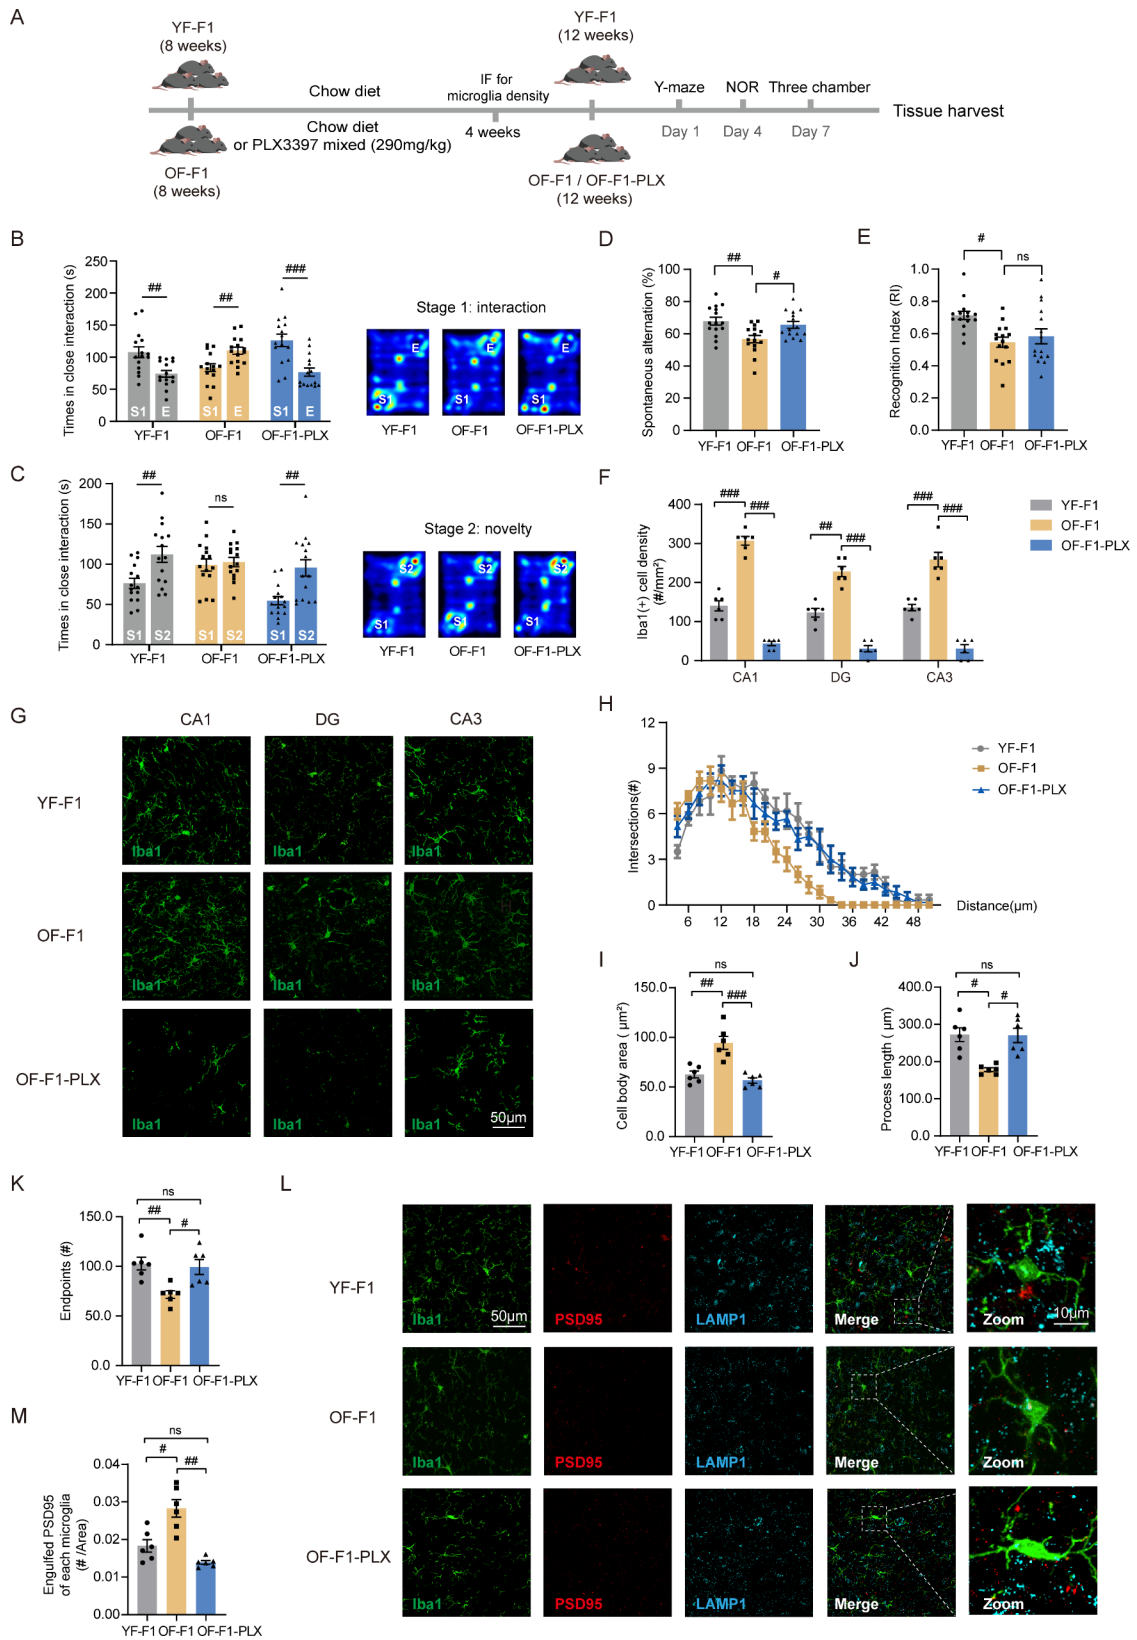 A
YF-F1
(8 weeks)
YF-F1
(12 weeks)
Chow diet
IF for
microglia density
Y-maze
NOR
Three chamber
Tissue harvest
Chow diet
or PLX3397 mixed (290mg/kg)
4 weeks
Day 1
Day 4
Day 7
OF-F1
(8 weeks)
OF-F1 / OF-F1-PLX
(12 weeks)
B
Times in close interaction (s)
250
200
150
100
50
0
##
##
###
S1
E
S1
E
S1
E
YF-F1
OF-F1
OF-F1-PLX
Stage 1: interaction
E
S1
E
S1
E
S1
YF-F1
OF-F1
OF-F1-PLX
C
Times in close interaction (s)
200
150
100
50
0
##
ns
##
S1
S2
S1
S2
S1
S2
YF-F1
OF-F1
OF-F1-PLX
Stage 2: novelty
S2
S1
S2
S1
S2
S1
YF-F1
OF-F1
OF-F1-PLX
D
Spontaneous alternation (%)
100
80
60
40
20
0
##
#
YF-F1
OF-F1
OF-F1-PLX
E
Recognition Index (RI)
1.0
0.8
0.6
0.4
0.2
0.0
#
ns
YF-F1
OF-F1
OF-F1-PLX
F
Iba1(+) cell density
(#/mm²)
400
300
200
100
0
###
###
##
###
###
###
CA1
DG
CA3
YF-F1
OF-F1
OF-F1-PLX
G
CA1
DG
CA3
YF-F1
Iba1
Iba1
Iba1
OF-F1
Iba1
Iba1
Iba1
OF-F1-PLX
Iba1
Iba1
Iba1
50μm
H
Intersections(#)
12
9
6
3
0
6
12
18
24
30
36
42
48
Distance(μm)
YF-F1
OF-F1
OF-F1-PLX
I
Cell body area ( μm²)
150.0
100.0
50.0
0.0
ns
##
###
YF-F1
OF-F1
OF-F1-PLX
J
Process length ( μm)
400.0
300.0
200.0
100.0
0.0
ns
#
#
YF-F1
OF-F1
OF-F1-PLX
K
Endpoints (#)
150.0
100.0
50.0
0.0
ns
##
#
YF-F1
OF-F1
OF-F1-PLX
L
YF-F1
Iba1
50μm
PSD95
LAMP1
Merge
Zoom
10μm
OF-F1
Iba1
PSD95
LAMP1
Merge
Zoom
OF-F1-PLX
Iba1
PSD95
LAMP1
Merge
Zoom
M
Engulfed PSD95
of each microglia
(# /Area)
0.04
0.03
0.02
0.01
0.00
ns
#
##
YF-F1
OF-F1
OF-F1-PLX